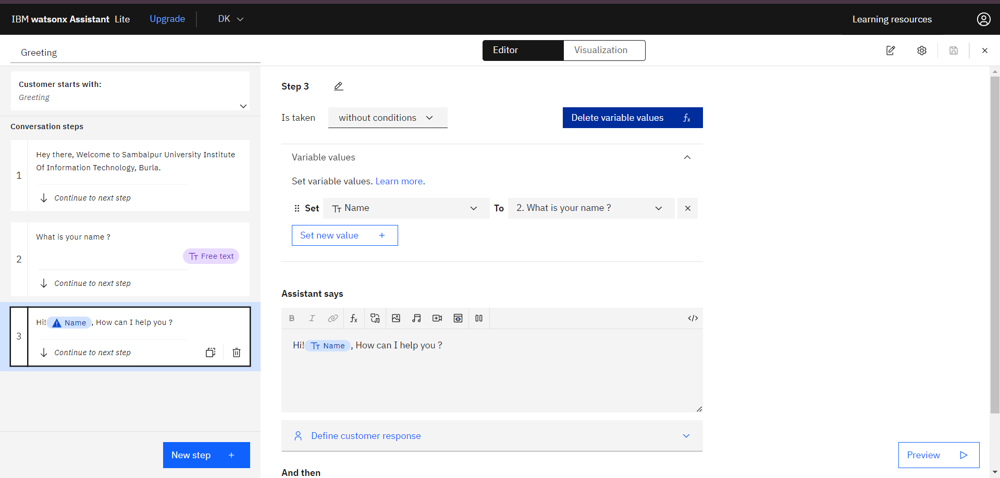 IBM watsonx Assistant Lite
Upgrade
DK
Learning resources
Greeting
Editor
Visualization
Customer starts with:
Greeting
Conversation steps
1
Hey there, Welcome to Sambalpur University Institute
Of Information Technology, Burla.
Continue to next step
2
What is your name ?
Free text
Continue to next step
3
Hi! Name , How can I help you ?
Continue to next step
New step +
Step 3
Is taken
without conditions
Delete variable values
Variable values
Set variable values. Learn more.
Set
Name
To
2. What is your name ?
Set new value +
Assistant says
B I
Hi! Name , How can I help you ?
Define customer response
And then
Preview